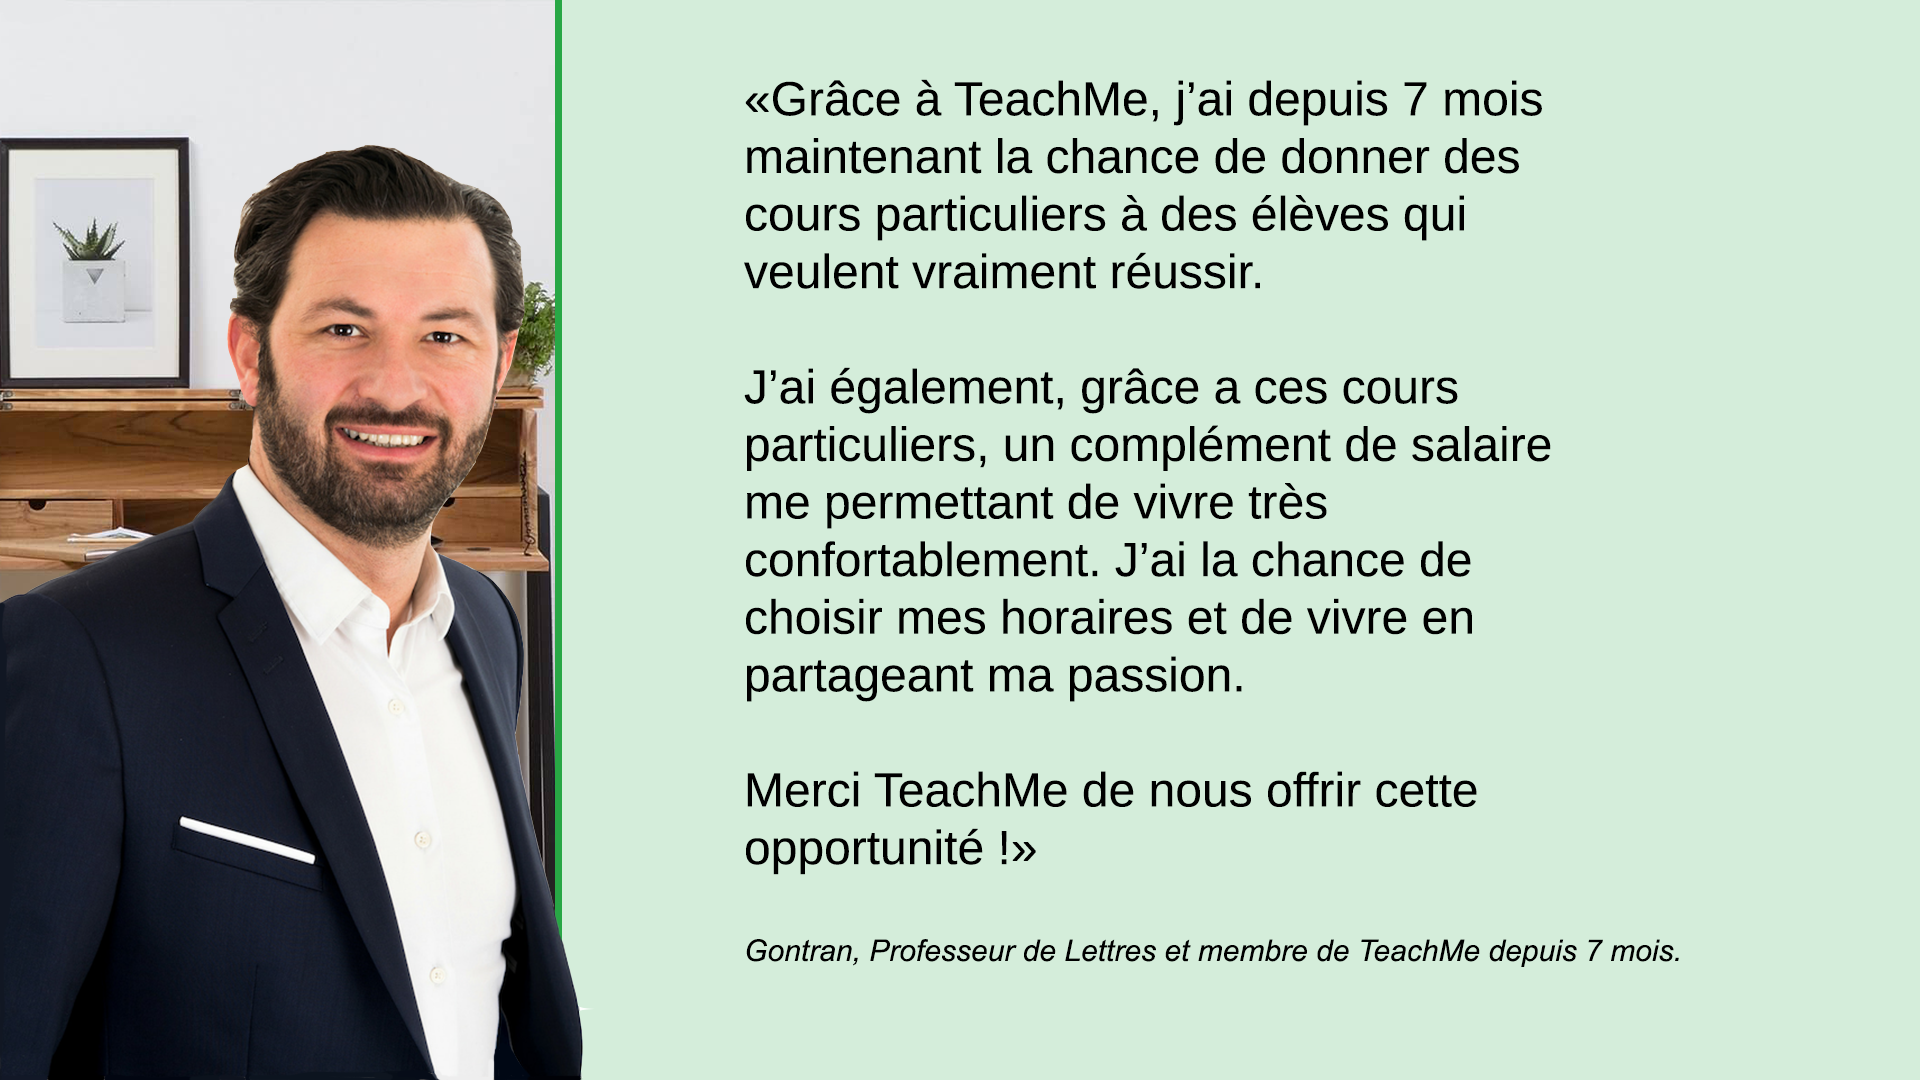 «Grâce à TeachMe, j’ai depuis 7 mois
maintenant la chance de donner des
cours particuliers à des élèves qui
veulent vraiment réussir.
J’ai également, grâce a ces cours
particuliers, un complément de salaire
me permettant de vivre très
confortablement. J’ai la chance de
choisir mes horaires et de vivre en
partageant ma passion.
Merci TeachMe de nous offrir cette
opportunité !»
Gontran, Professeur de Lettres et membre de TeachMe depuis 7 mois.